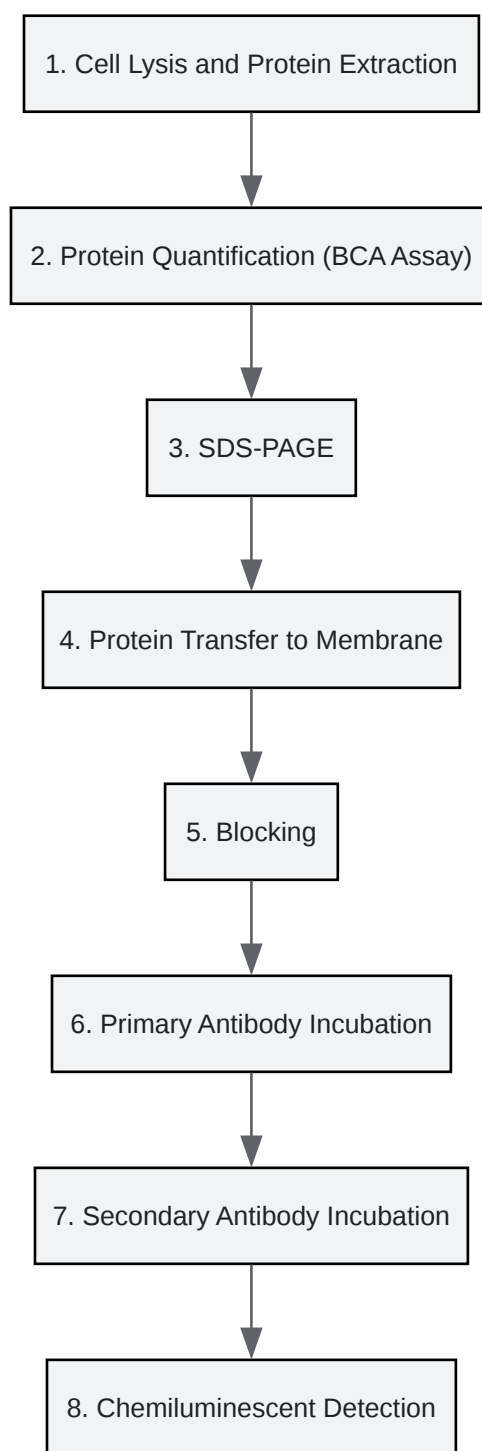 1. Cell Lysis and Protein Extraction
2. Protein Quantification (BCA Assay)
3. SDS-PAGE
4. Protein Transfer to Membrane
5. Blocking
6. Primary Antibody Incubation
7. Secondary Antibody Incubation
8. Chemiluminescent Detection